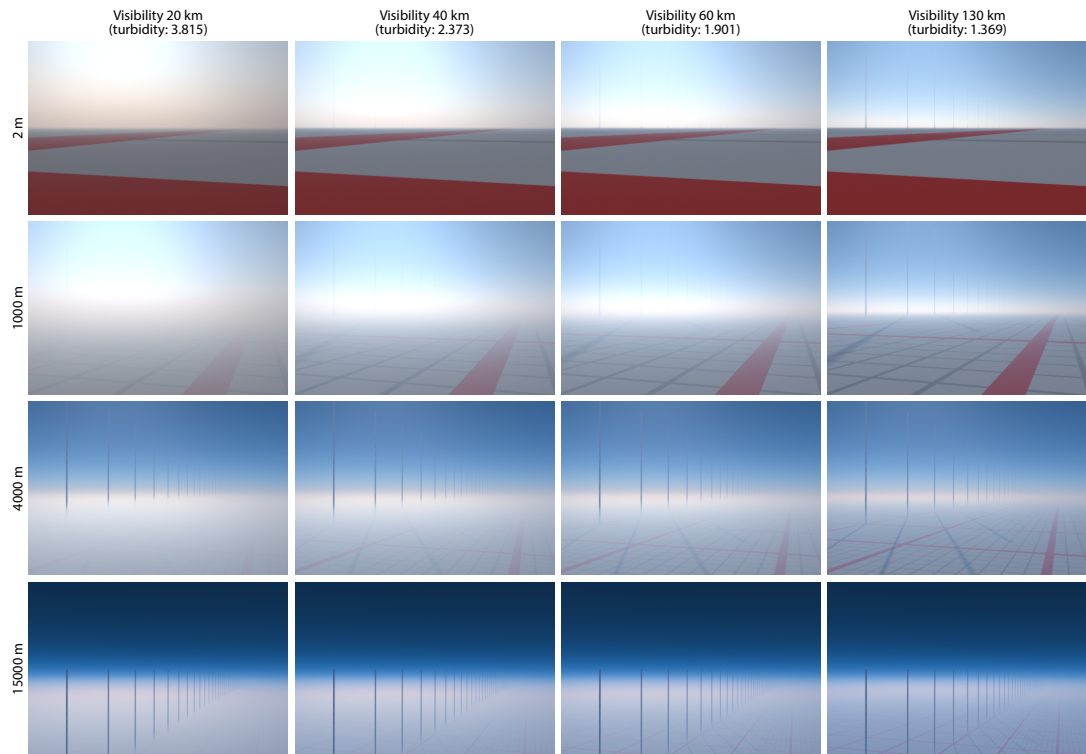 Visibility 20 km
(turbidity: 3.815)
Visibility 40 km
(turbidity: 2.373)
Visibility 60 km
(turbidity: 1.901)
Visibility 130 km
(turbidity: 1.369)
2 m
1000 m
4000 m
15000 m